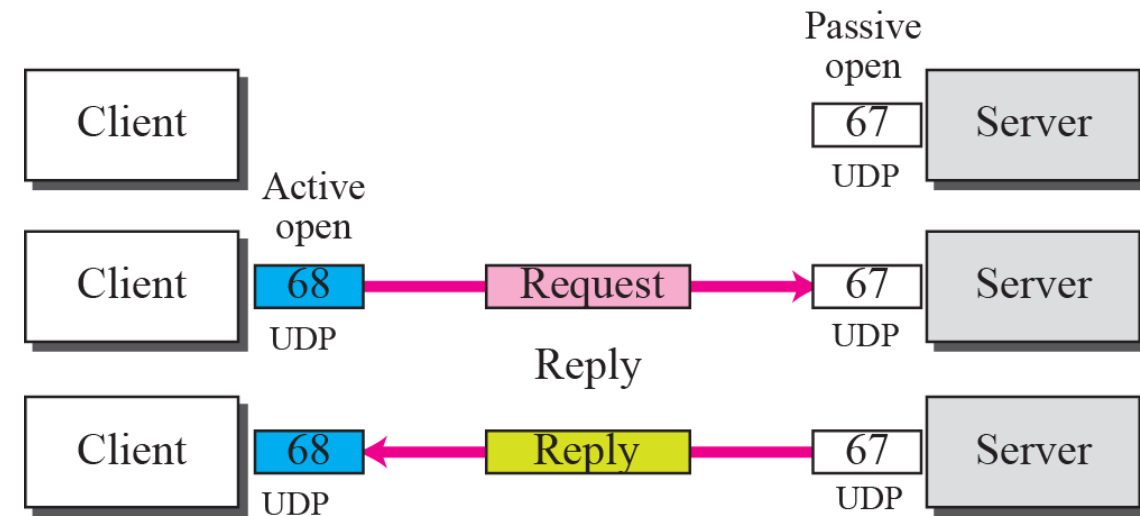 Passive
open
Client
67
Server
UDP
Active
open
Client
68
Request
67
Server
UDP
UDP
Reply
Client
68
Reply
67
Server
UDP
UDP